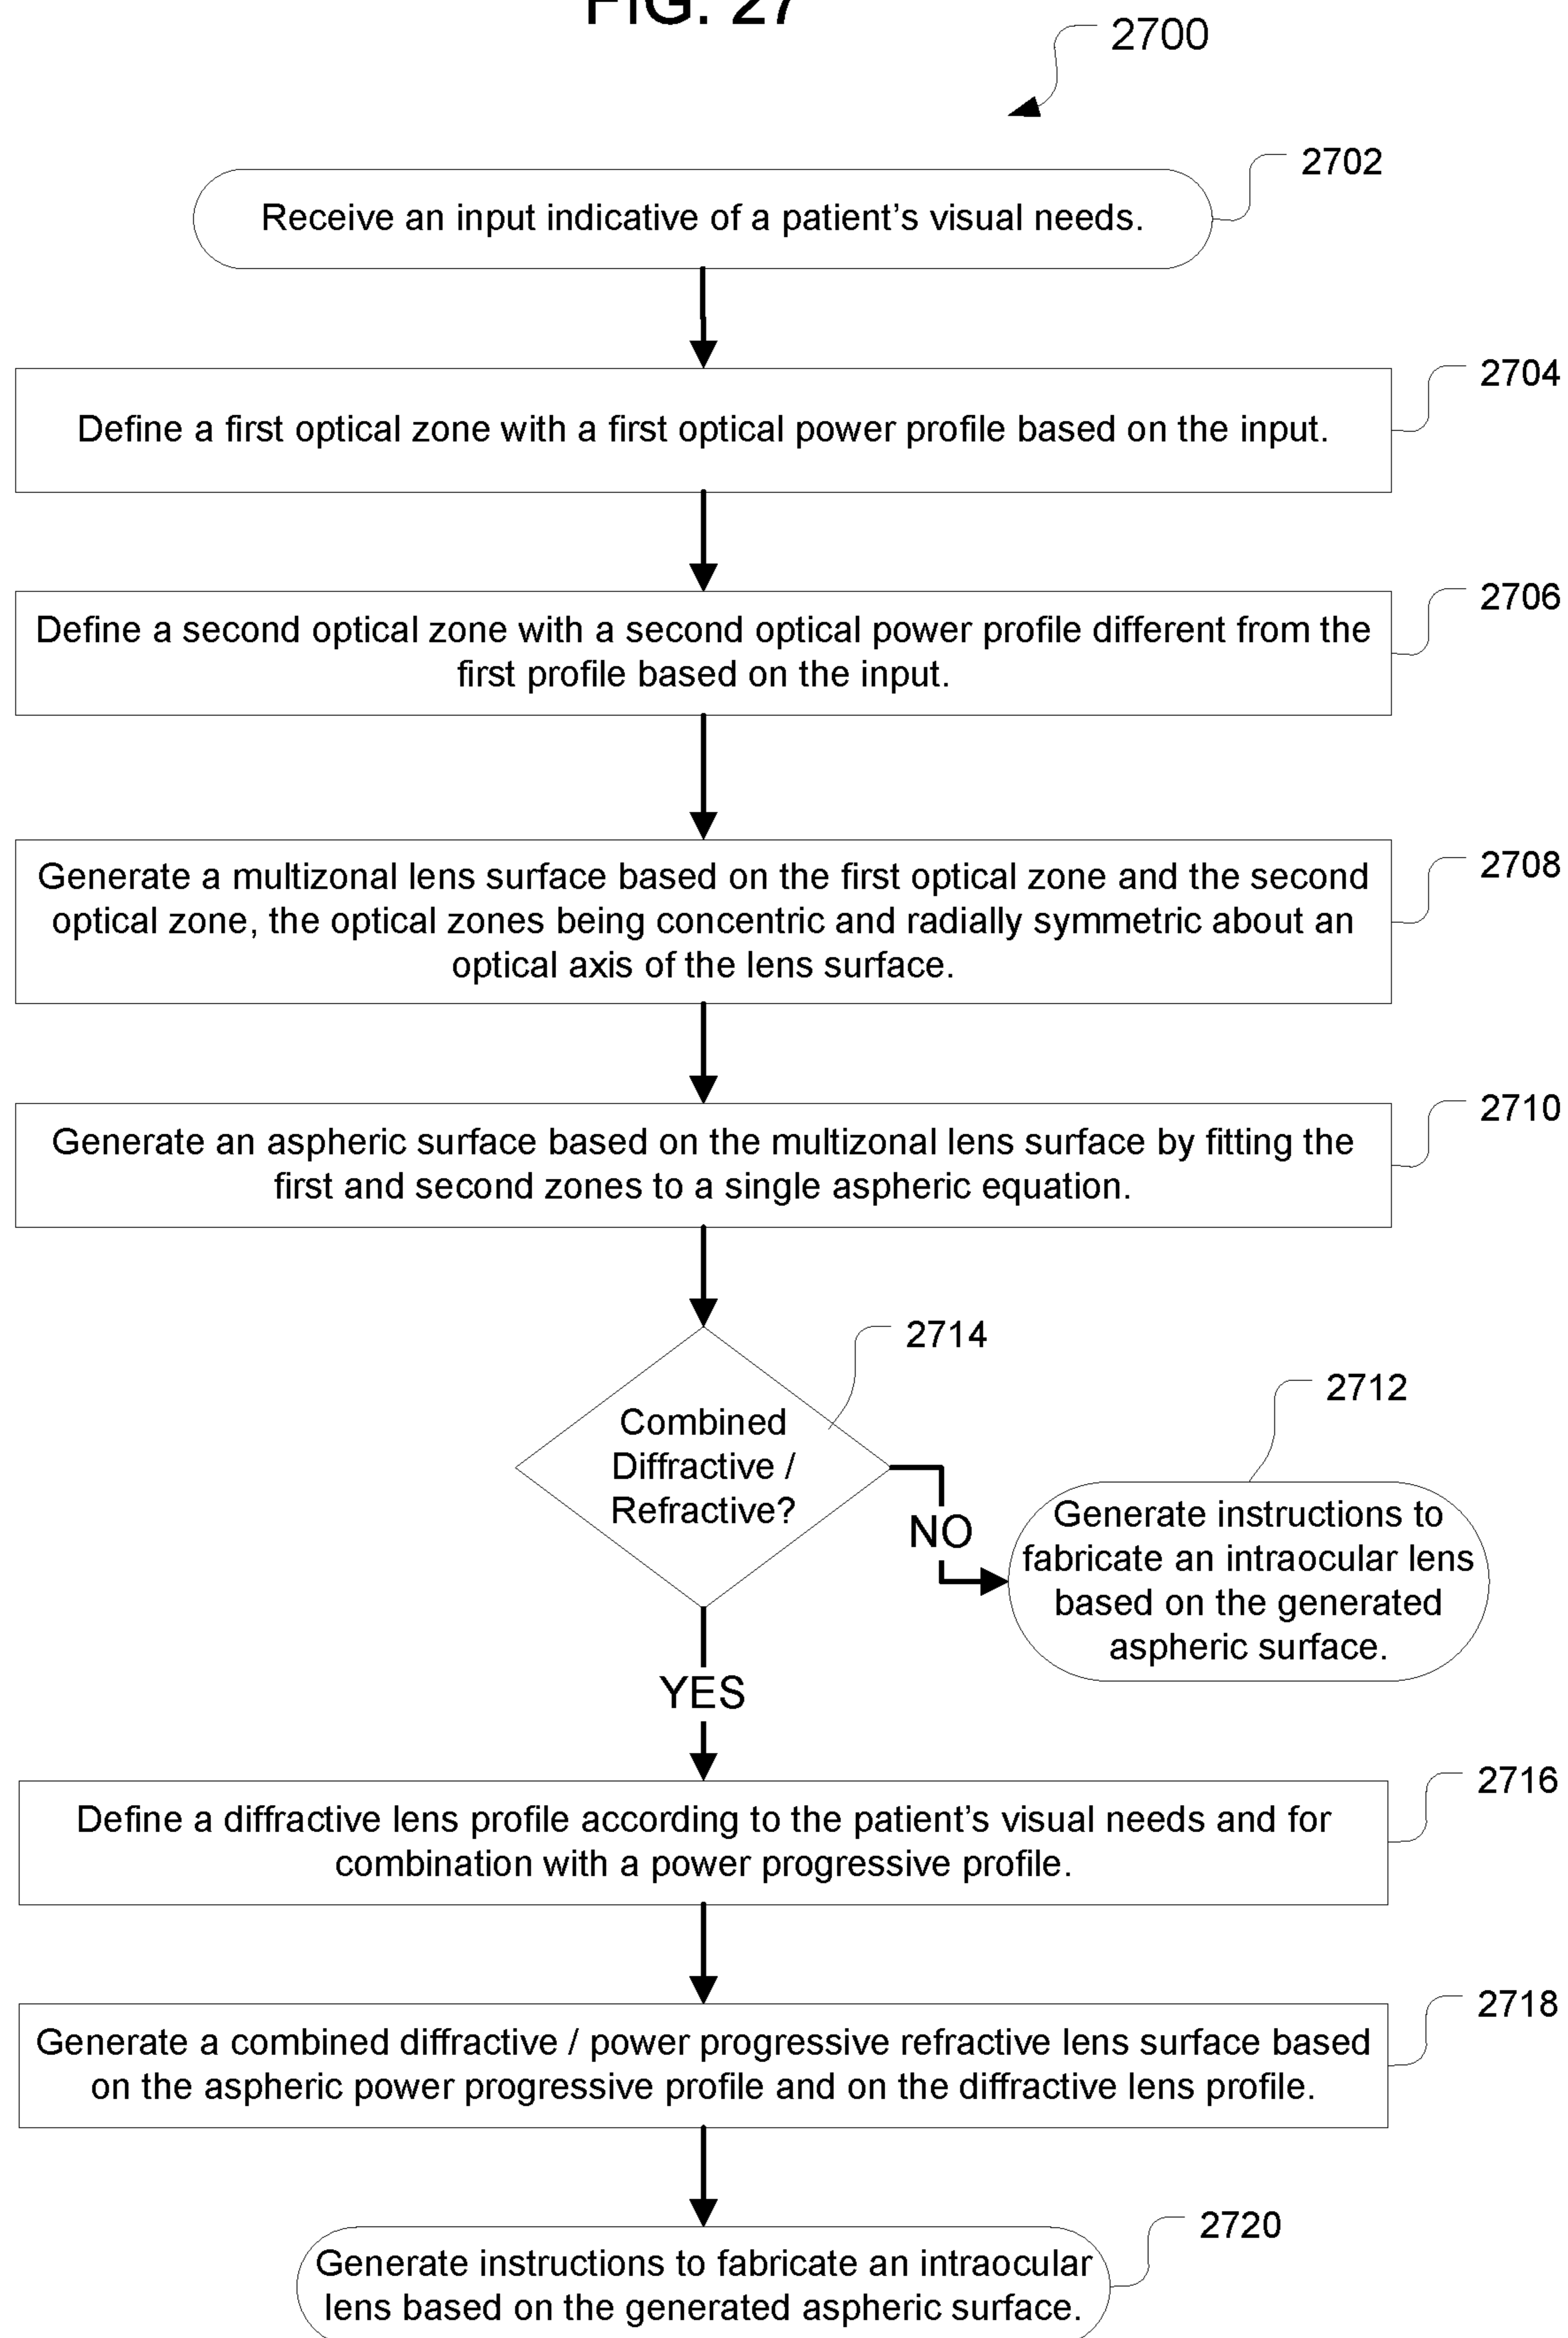 FIG. 27
2700
2702
Receive an input indicative of a patient's visual needs.
2704
Define a first optical zone with a first optical power profile based on the input.
2706
Define a second optical zone with a second optical power profile different from the
first profile based on the input.
2708
Generate a multizonal lens surface based on the first optical zone and the second
optical zone, the optical zones being concentric and radially symmetric about an
optical axis of the lens surface.
2710
Generate an aspheric surface based on the multizonal lens surface by fitting the
first and second zones to a single aspheric equation.
2714
Combined
Diffractive /
Refractive?
NO
2712
Generate instructions to
fabricate an intraocular lens
based on the generated
aspheric surface.
YES
2716
Define a diffractive lens profile according to the patient's visual needs and for
combination with a power progressive profile.
2718
Generate a combined diffractive / power progressive refractive lens surface based
on the aspheric power progressive profile and on the diffractive lens profile.
2720
Generate instructions to fabricate an intraocular
lens based on the generated aspheric surface.